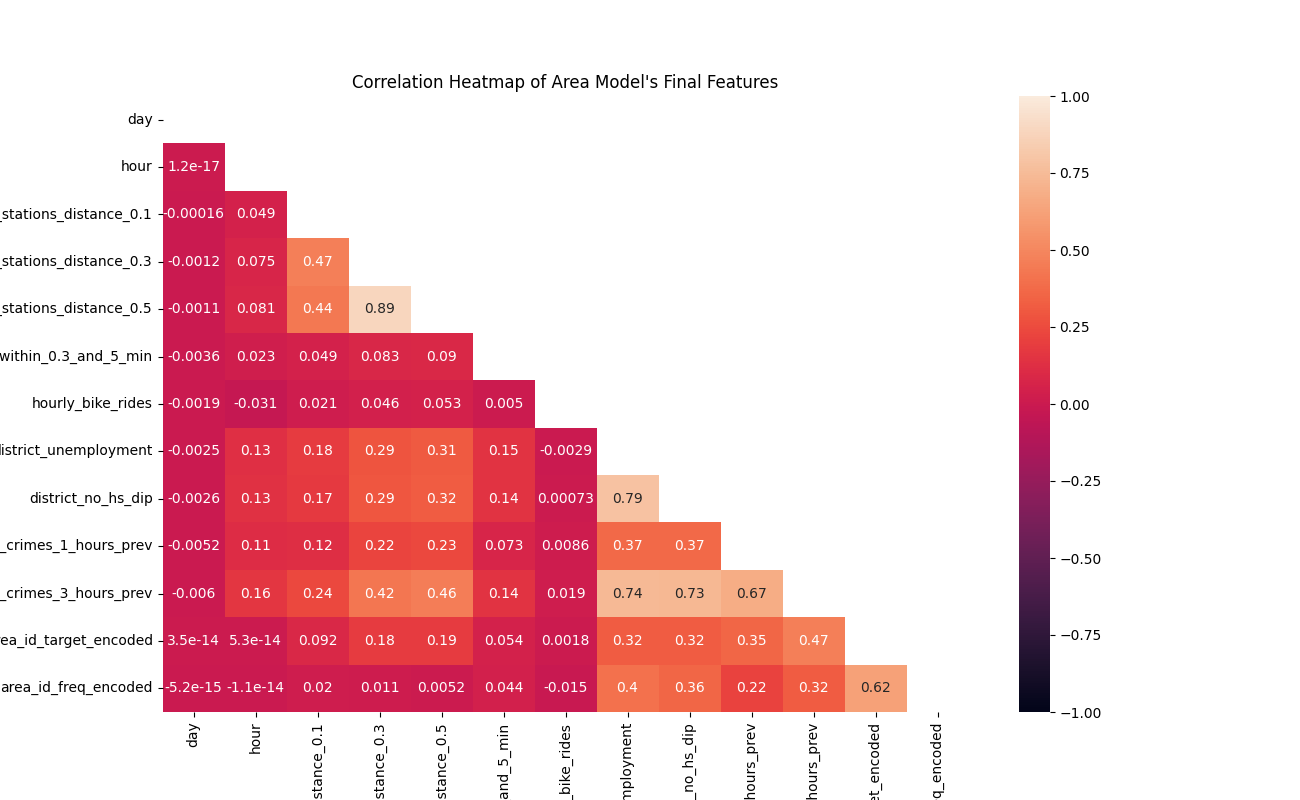 Correlation Heatmap of Area Model's Final Features
day
hour 1.2e-17
_stations_distance_0.1 -0.00016 0.049
_stations_distance_0.3 -0.0012 0.075 0.47
_stations_distance_0.5 -0.0011 0.081 0.44 0.89
within_0.3_and_5_min -0.0036 0.023 0.049 0.083 0.09
hourly_bike_rides -0.0019 -0.031 0.021 0.046 0.053 0.005
district_unemployment -0.0025 0.13 0.18 0.29 0.31 0.15 -0.0029
district_no_hs_dip -0.0026 0.13 0.17 0.29 0.32 0.14 0.00073 0.79
_crimes_1_hours_prev -0.0052 0.11 0.12 0.22 0.23 0.073 0.0086 0.37 0.37
_crimes_3_hours_prev -0.006 0.16 0.24 0.42 0.46 0.14 0.019 0.74 0.73 0.67
rea_id_target_encoded 3.5e-14 5.3e-14 0.092 0.18 0.19 0.054 0.0018 0.32 0.32 0.35 0.47
area_id_freq_encoded -5.2e-15 -1.1e-14 0.02 0.011 0.0052 0.044 -0.015 0.4 0.36 0.22 0.32 0.62
day
hour
stance_0.1
stance_0.3
stance_0.5
and_5_min
_bike_rides
mployment
_no_hs_dip
hours_prev
hours_prev
et_encoded
q_encoded
1.00
0.75
0.50
0.25
0.00
−0.25
−0.50
−0.75
−1.00